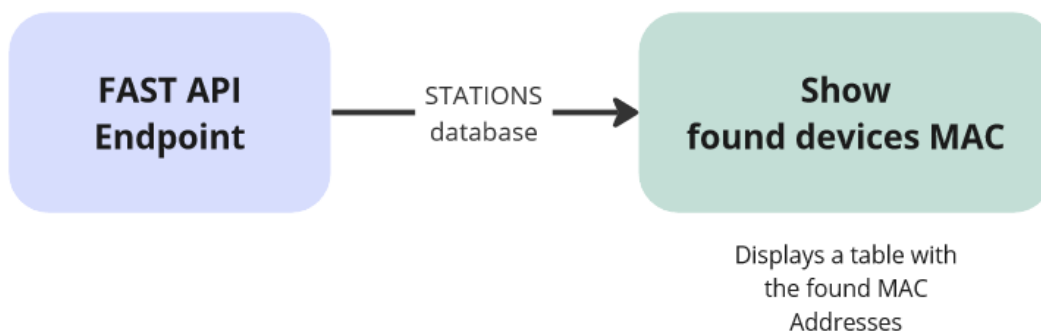 FAST API
Endpoint
STATIONS
database
Show
found devices MAC
Displays a table with
the found MAC
Addresses